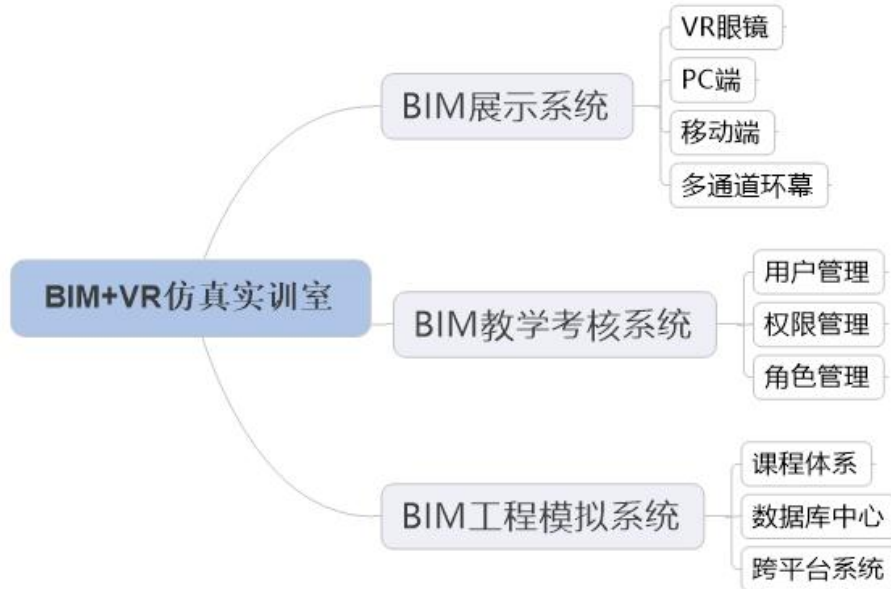 BIM+VR仿真实训室
BIM展示系统
VR眼镜
PC端
移动端
多通道环幕
BIM教学考核系统
用户管理
权限管理
角色管理
BIM工程模拟系统
课程体系
数据库中心
跨平台系统